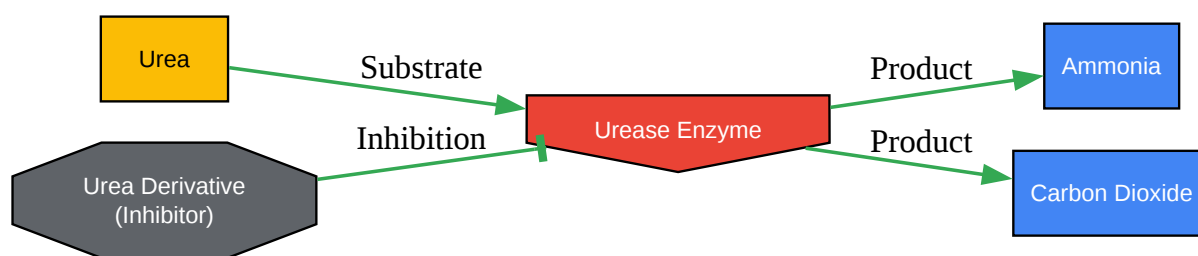 Urea
Substrate
Product
Ammonia
Urease Enzyme
Inhibition
Product
Urea Derivative
(Inhibitor)
Carbon Dioxide